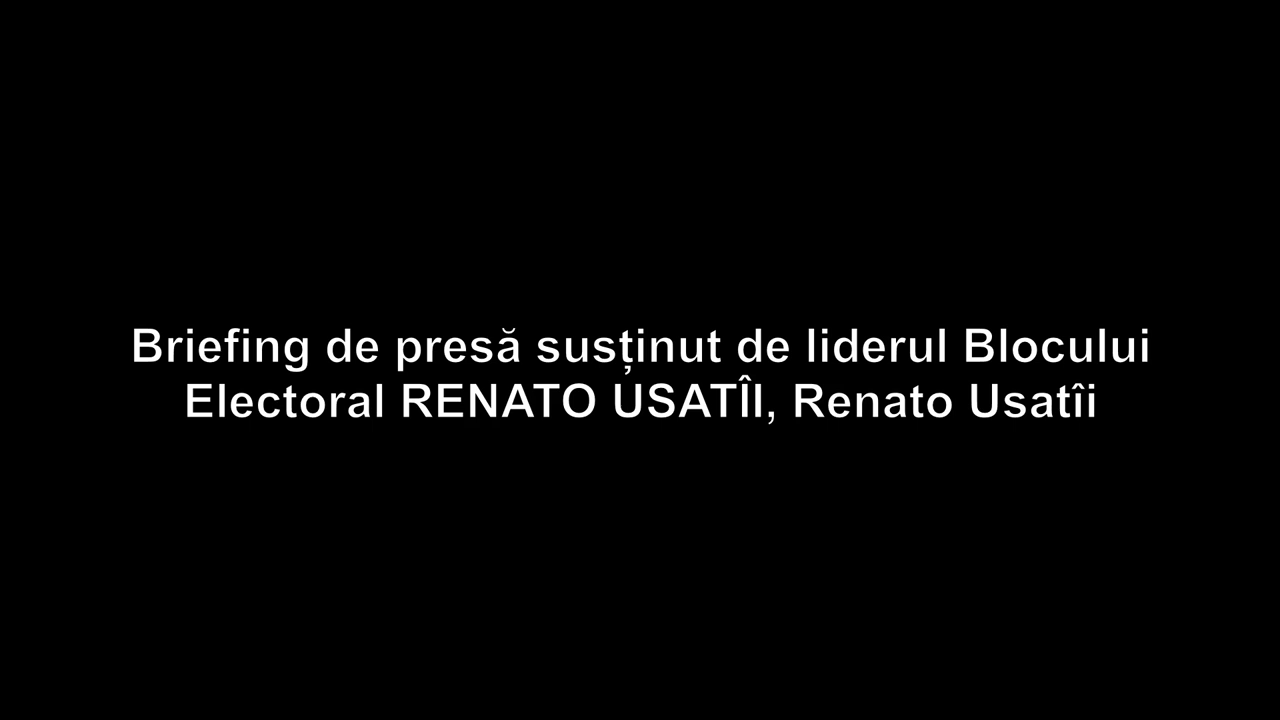 Briefing de presă susținut de liderul Blocului
Electoral RENATO USATÎI, Renato Usatîi